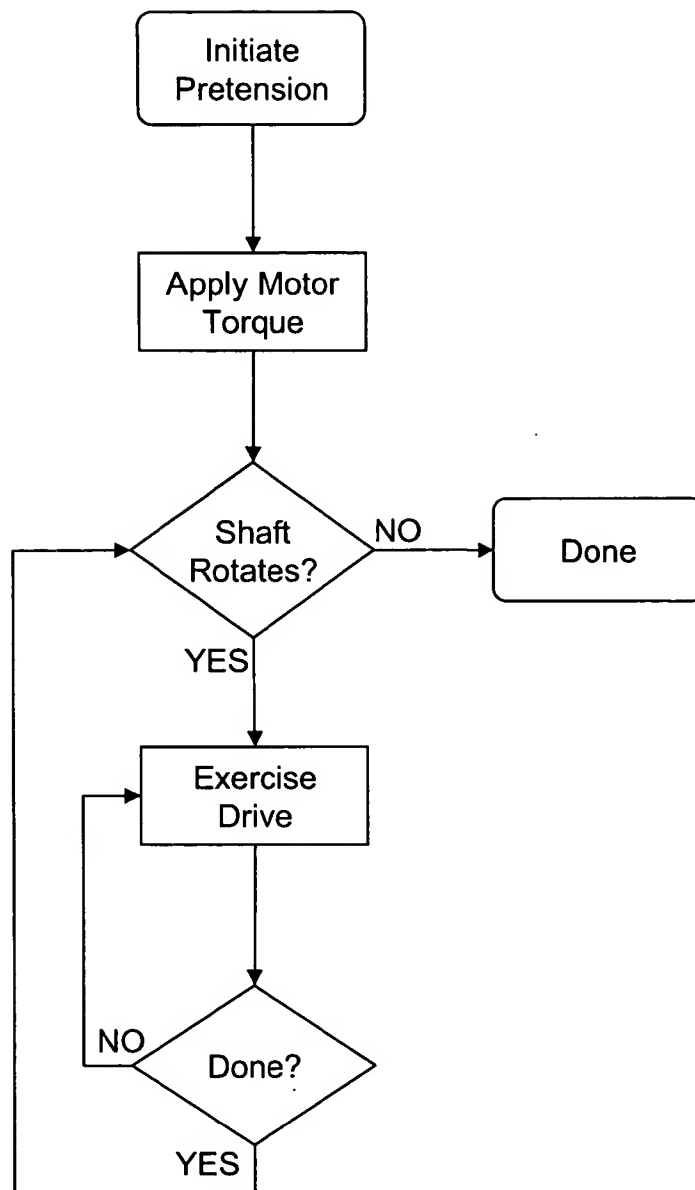 Initiate
Pretension
Apply Motor
Torque
Shaft
Rotates?
NO
Done
YES
Exercise
Drive
NO
Done?
YES